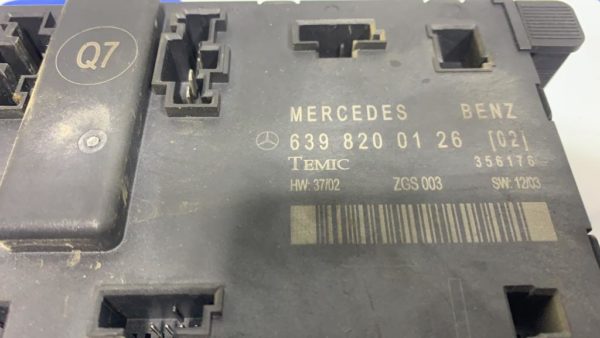 Q7
MERCEDES BENZ
639 820 01 26 [02]
TEMIC 356176
HW: 37/02 ZGS 003 SW: 12/03